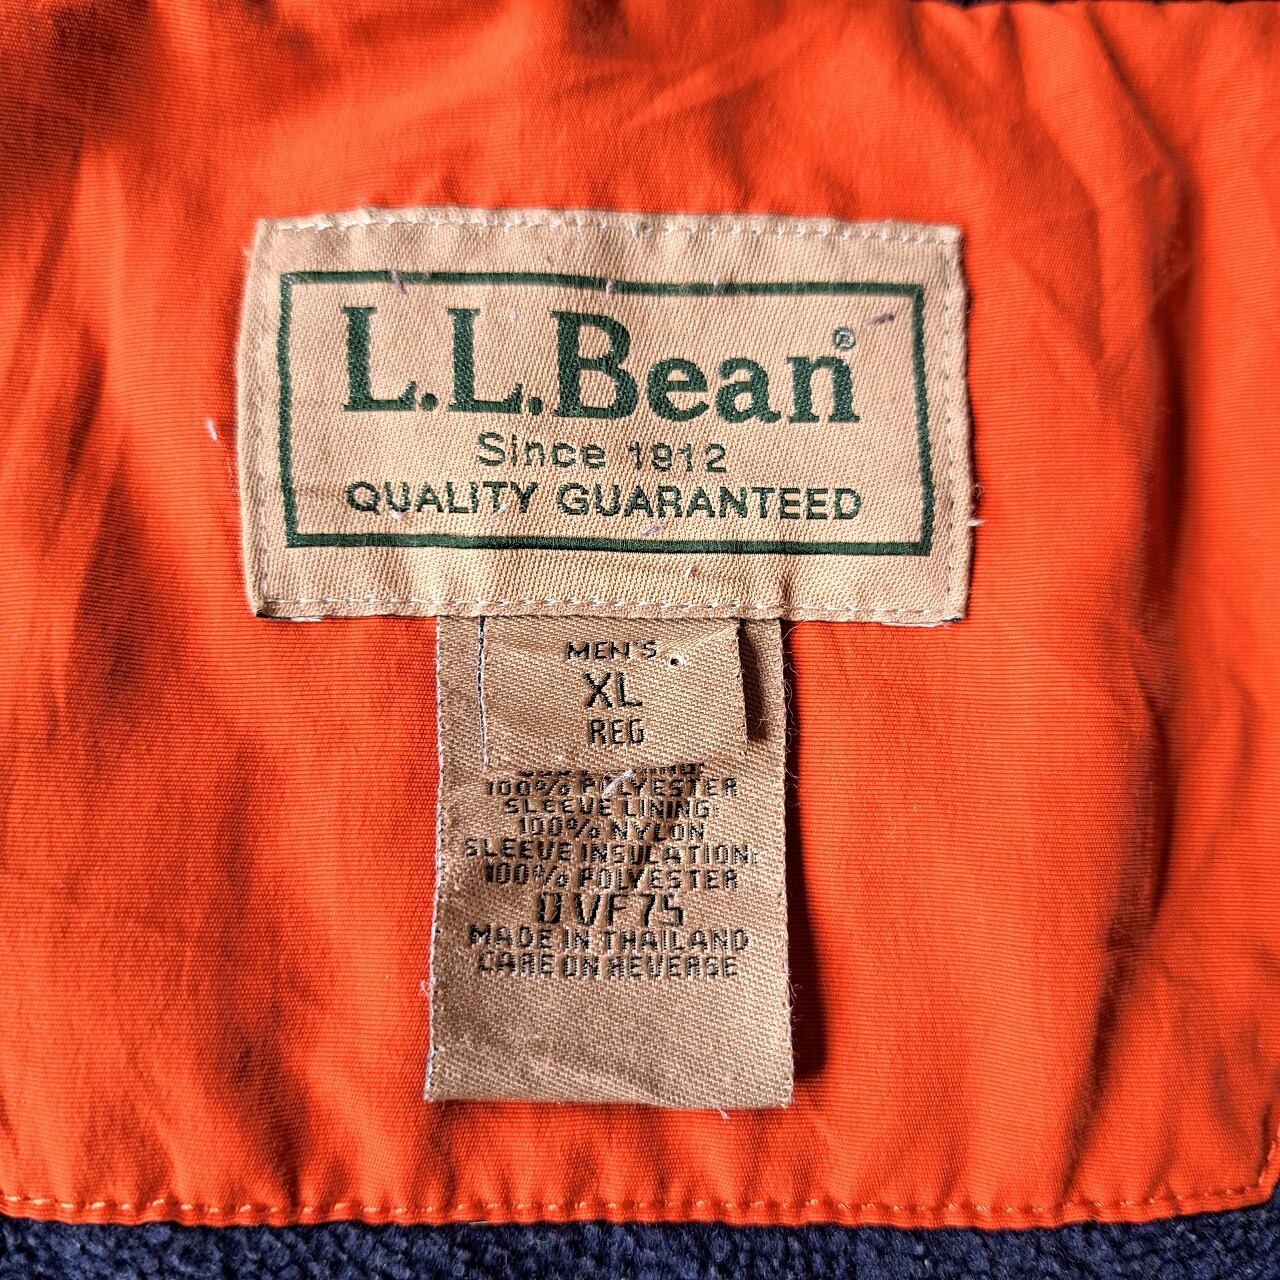 L.L.Bean®
Since 1912
QUALITY GUARANTEED
MEN'S
XL
REG
100% POLYESTER
SLEEVE LINING:
100% NYLON
SLEEVE INSULATION:
100% POLYESTER
0VF75
MADE IN THAILAND
CARE ON REVERSE